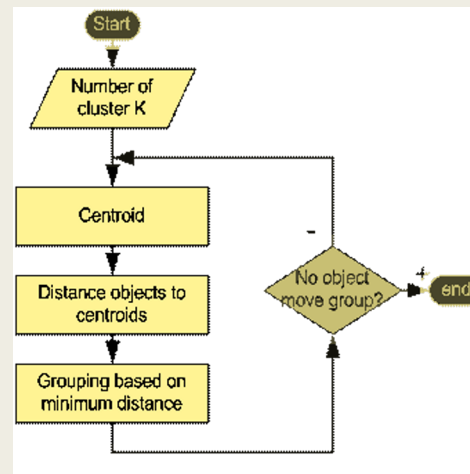 Start
Number of
cluster K
Centroid
Distance objects to
centroids
Grouping based on
minimum distance
-
No object
move group?
+
end